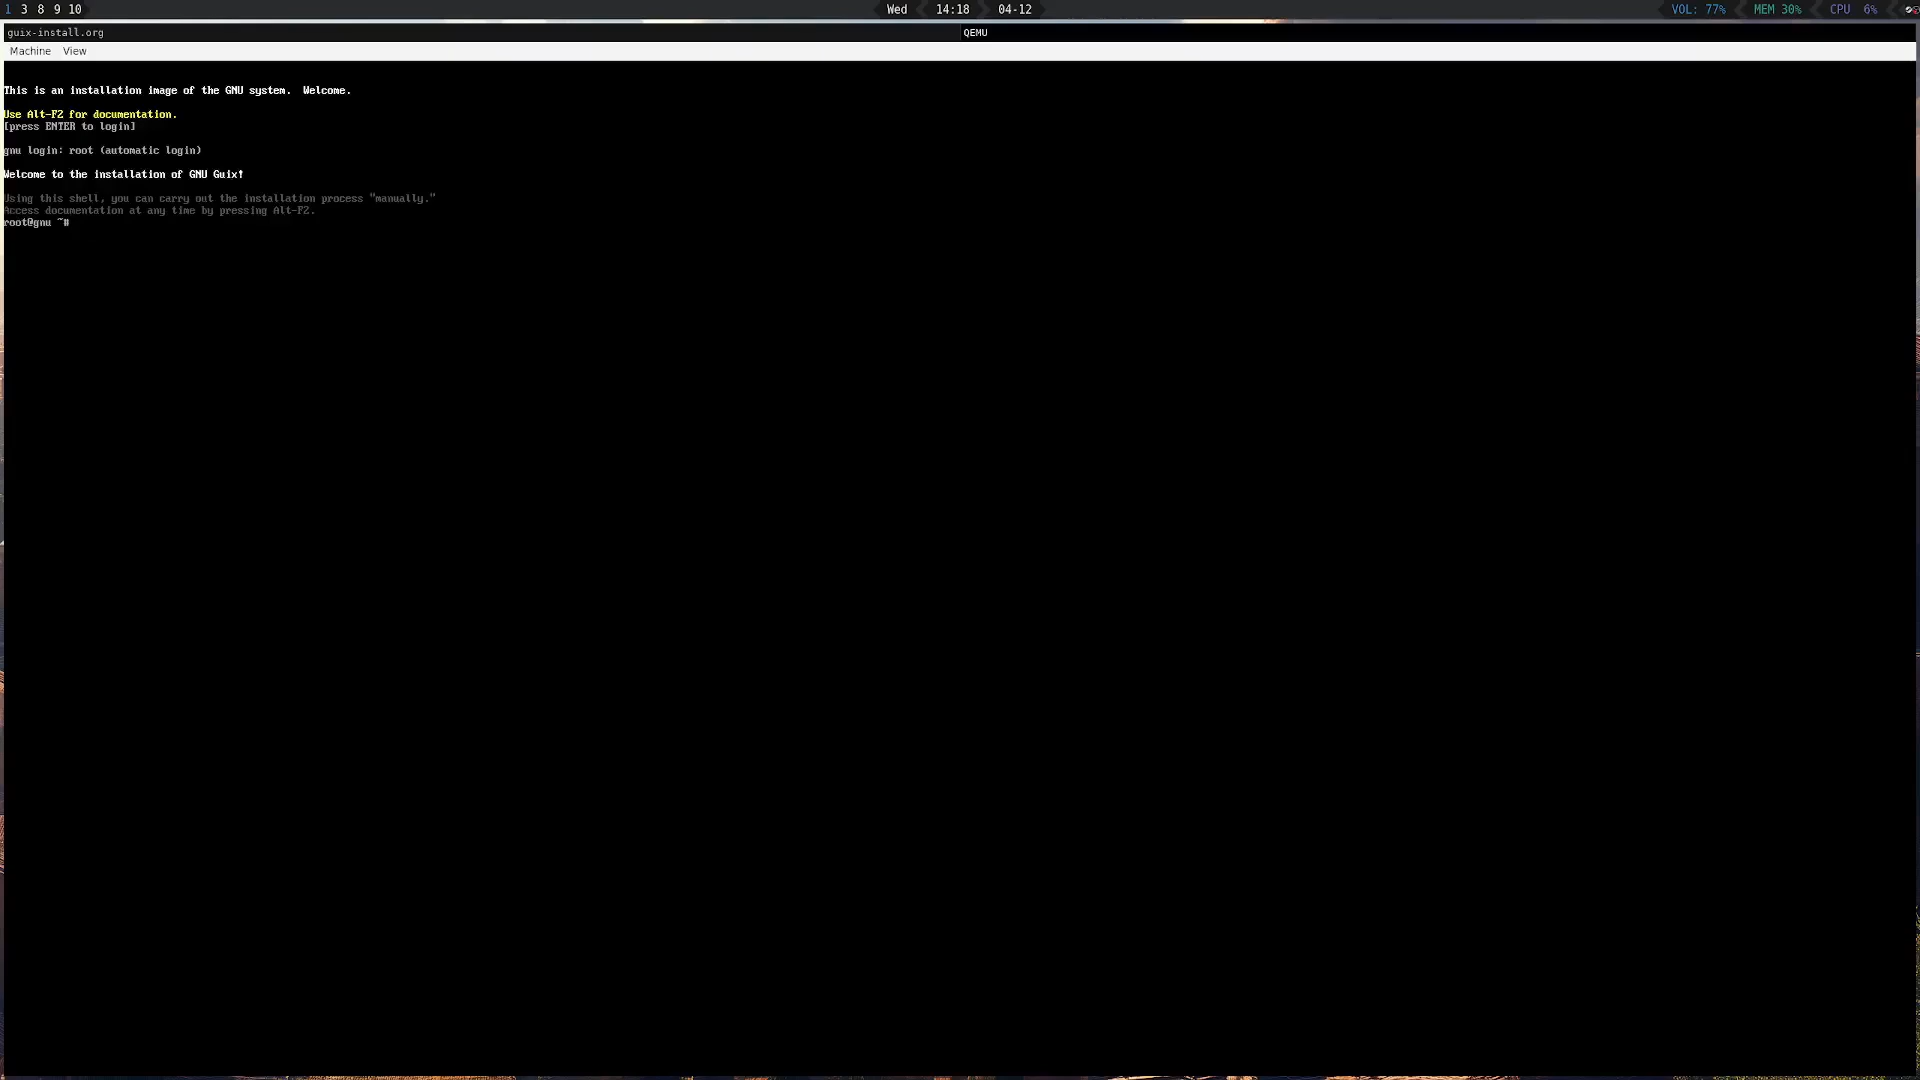 1 3 8 9 10 Wed 14:18 04-12 VOL: 77% MEM 30% CPU 6%
guix-install.org QEMU
Machine View
This is an installation image of the GNU system.  Welcome.
Use Alt-F2 for documentation.
[press ENTER to login]
gnu login: root (automatic login)
Welcome to the installation of GNU Guix!
Using this shell, you can carry out the installation process "manually."
Access documentation at any time by pressing Alt-F2.
root@gnu ~#